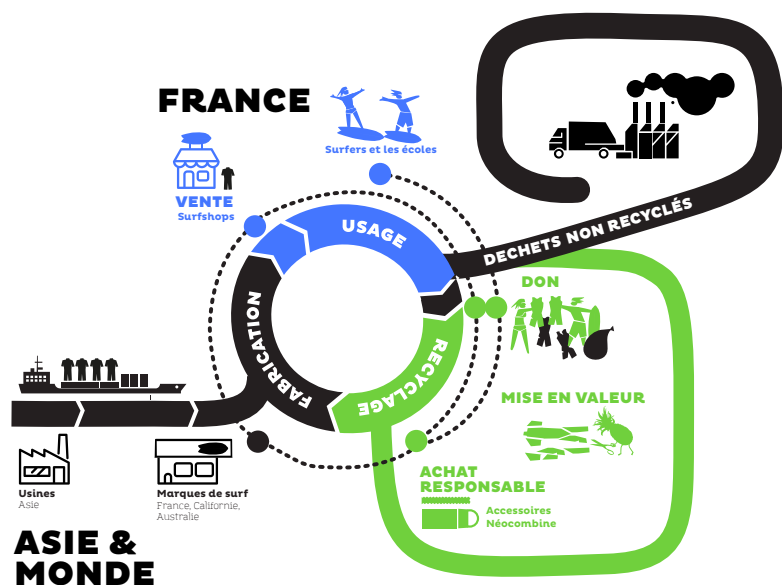 FRANCE
Surfers et les écoles
VENTE
Surfshops
USAGE
DECHETS NON RECYCLÉS
DON
FABRICATION
RECYCLAGE
MISE EN VALEUR
ACHAT
RESPONSABLE
Accessoires
Néocombine
Usines
Asie
Marques de surf
France, Californie,
Australie
ASIE &
MONDE